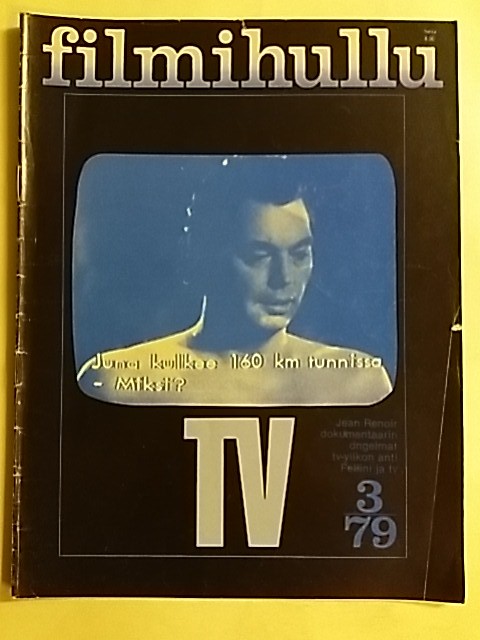 filmihullu
Juna kulkee 160 km tunnissa
- Miksi?
TV
Jean Renoir
dokumentaarin
ongelmat
tv-viikon anti
Fellini ja tv
3
79